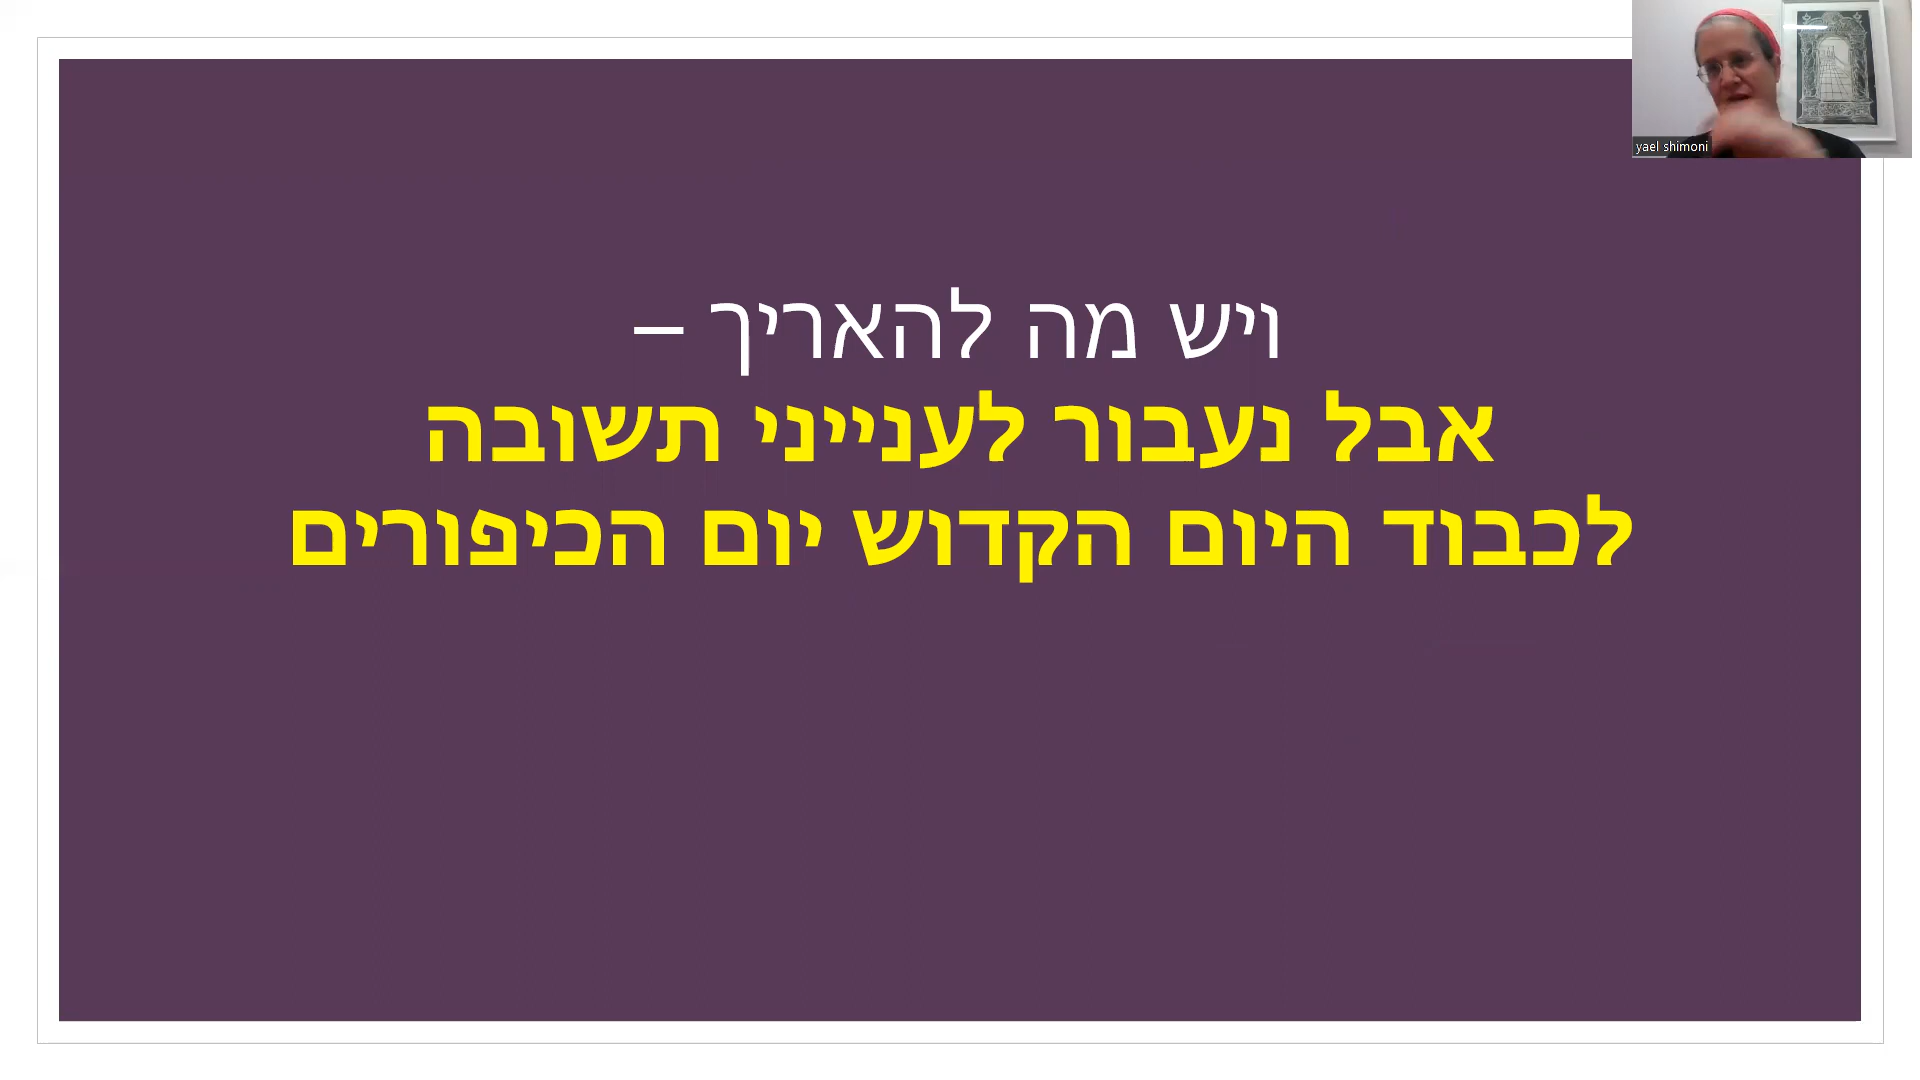 yael shimoni
ויש מה להאריך –
אבל נעבור לענייני תשובה
לכבוד היום הקדוש יום הכיפורים